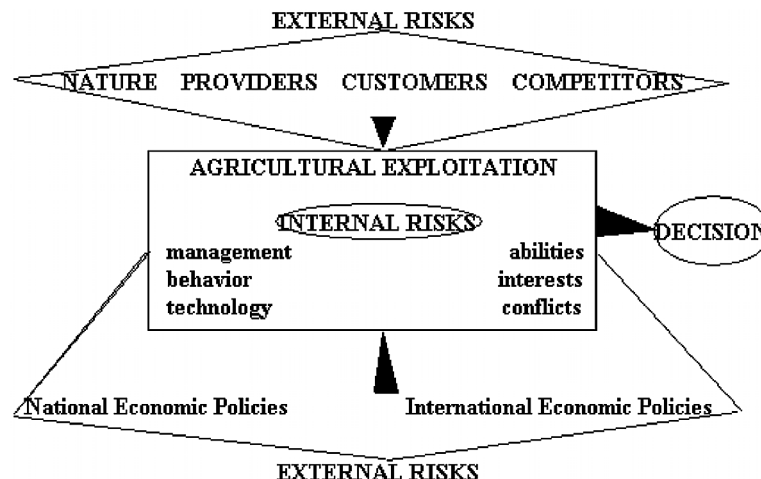 EXTERNAL RISKS
NATURE PROVIDERS CUSTOMERS COMPETITORS
AGRICULTURAL EXPLOITATION
INTERNAL RISKS
DECISION
management abilities
behavior interests
technology conflicts
National Economic Policies International Economic Policies
EXTERNAL RISKS